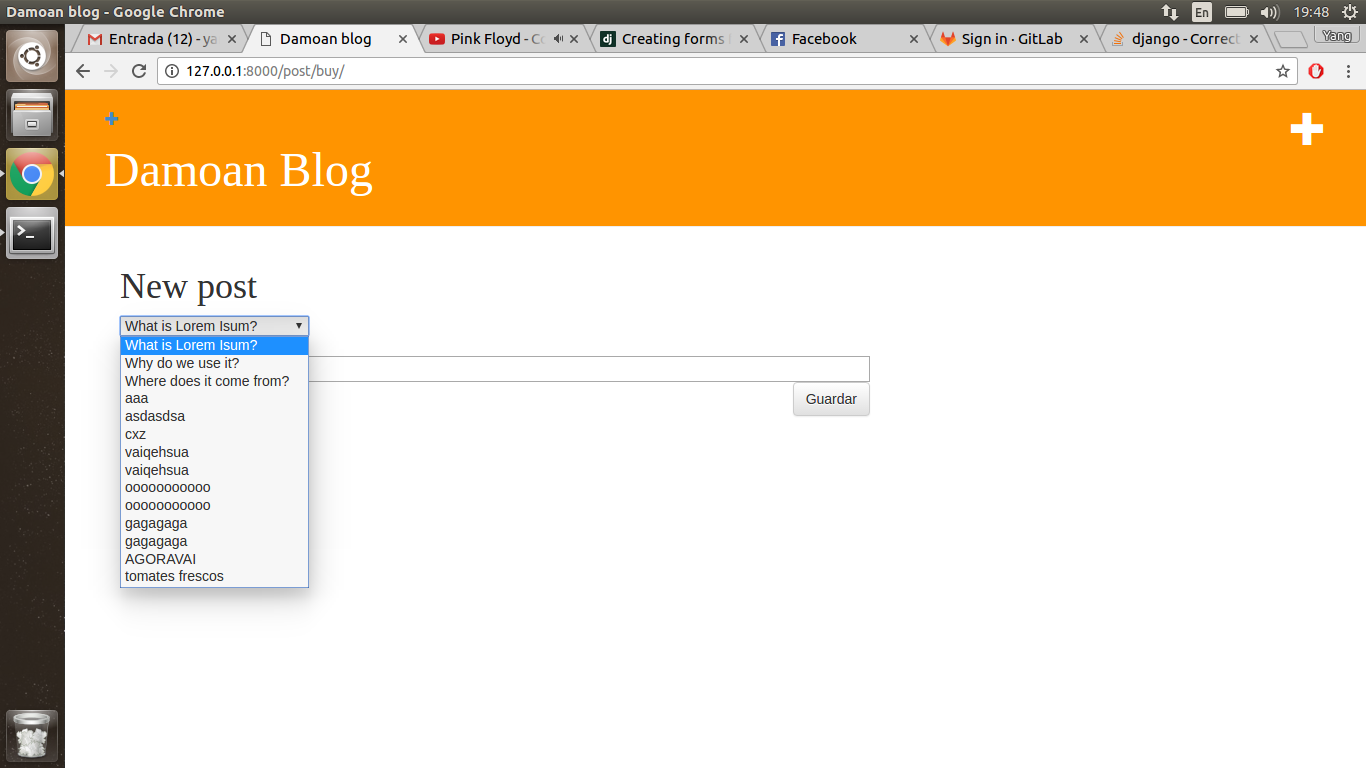 Damoan blog - Google Chrome
En
19:48
Entrada (12) - ya
Damoan blog
Pink Floyd - Co
dj
Creating forms f
Facebook
Sign in · GitLab
django - Correct
Yang
127.0.0.1:8000/post/buy/
Damoan Blog
New post
What is Lorem Isum?
What is Lorem Isum?
Why do we use it?
Where does it come from?
aaa
asdasdsa
cxz
vaiqehsua
vaiqehsua
ooooooooooo
ooooooooooo
gagagaga
gagagaga
AGORAVAI
tomates frescos
Guardar